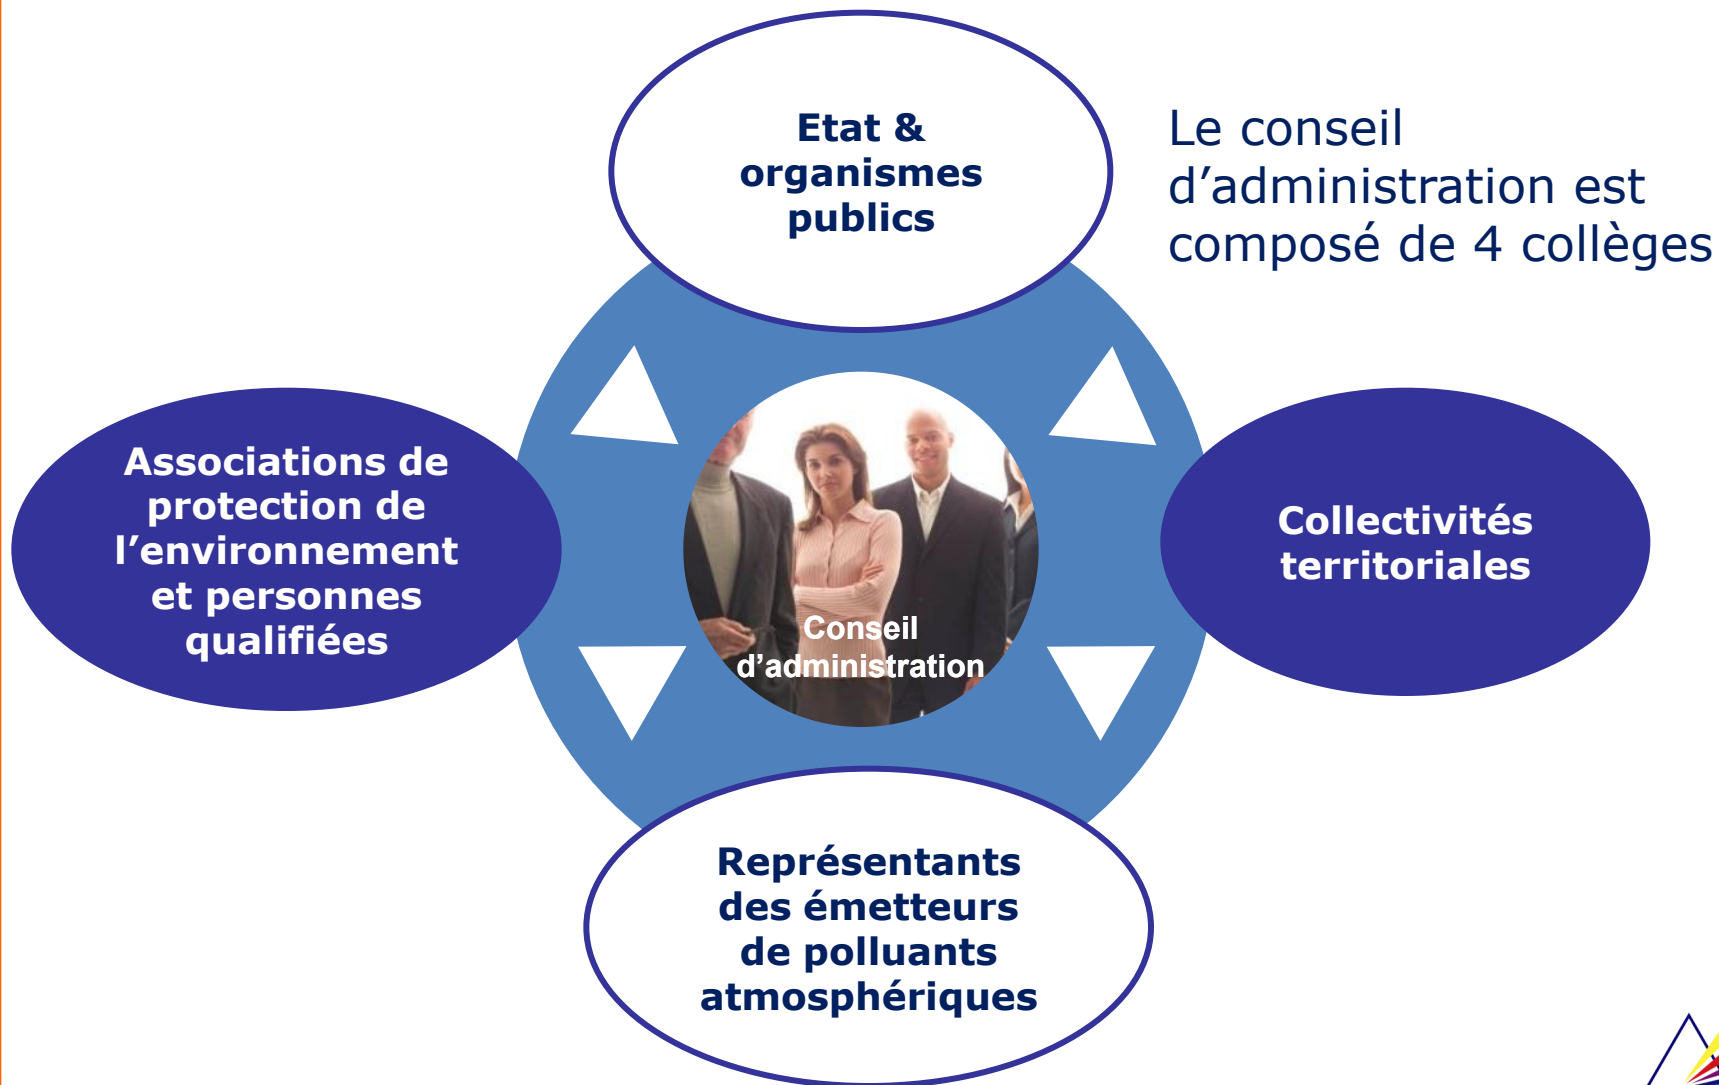 Etat &
organismes
publics
Le conseil
d’administration est
composé de 4 collèges
Associations de
protection de
l’environnement
et personnes
qualifiées
Conseil
d’administration
Collectivités
territoriales
Représentants
des émetteurs
de polluants
atmosphériques